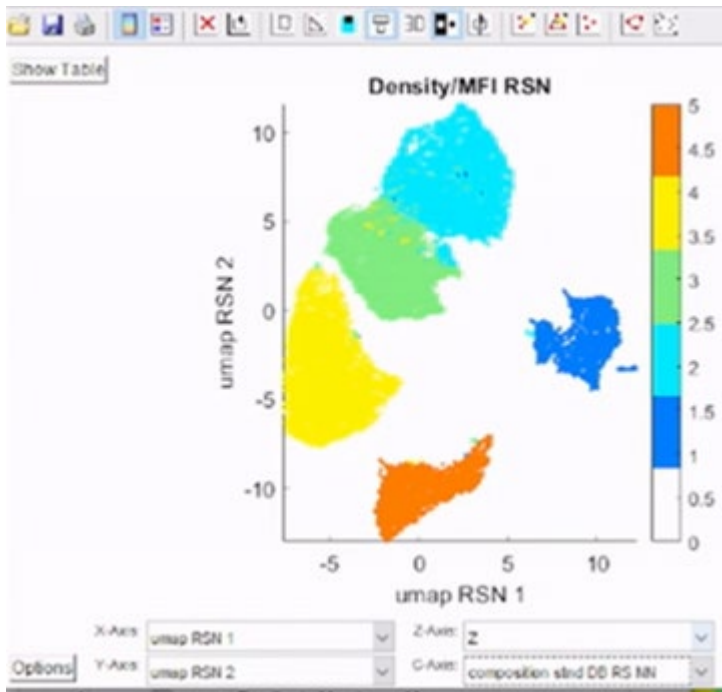 3D
Show Table
Density/MFI RSN
10
5
0
-5
-10
umap RSN 2
-5
0
5
10
umap RSN 1
5
4.5
4
3.5
3
2.5
2
1.5
1
0.5
0
X-Axis: umap RSN 1
Z-Axis: Z
Options
Y-Axis: umap RSN 2
C-Axis: composition stnd DB RS NN